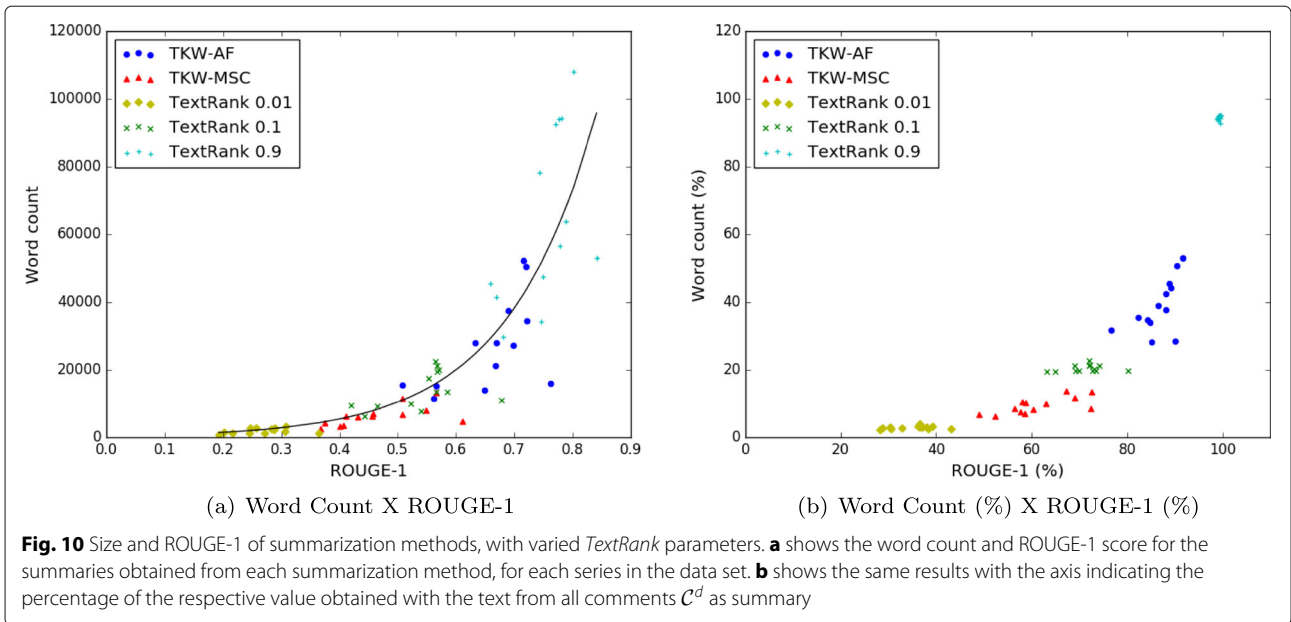 120000
100000
80000
60000
40000
20000
0
Word count
TKW-AF
TKW-MSC
TextRank 0.01
TextRank 0.1
TextRank 0.9
0.0 0.1 0.2 0.3 0.4 0.5 0.6 0.7 0.8 0.9
ROUGE-1
(a) Word Count X ROUGE-1
120
100
80
60
40
20
0
Word count (%)
TKW-AF
TKW-MSC
TextRank 0.01
TextRank 0.1
TextRank 0.9
0 20 40 60 80 100
ROUGE-1 (%)
(b) Word Count (%) X ROUGE-1 (%)
Fig. 10 Size and ROUGE-1 of summarization methods, with varied TextRank parameters. a shows the word count and ROUGE-1 score for the
summaries obtained from each summarization method, for each series in the data set. b shows the same results with the axis indicating the
percentage of the respective value obtained with the text from all comments 𝒞ᵈ as summary